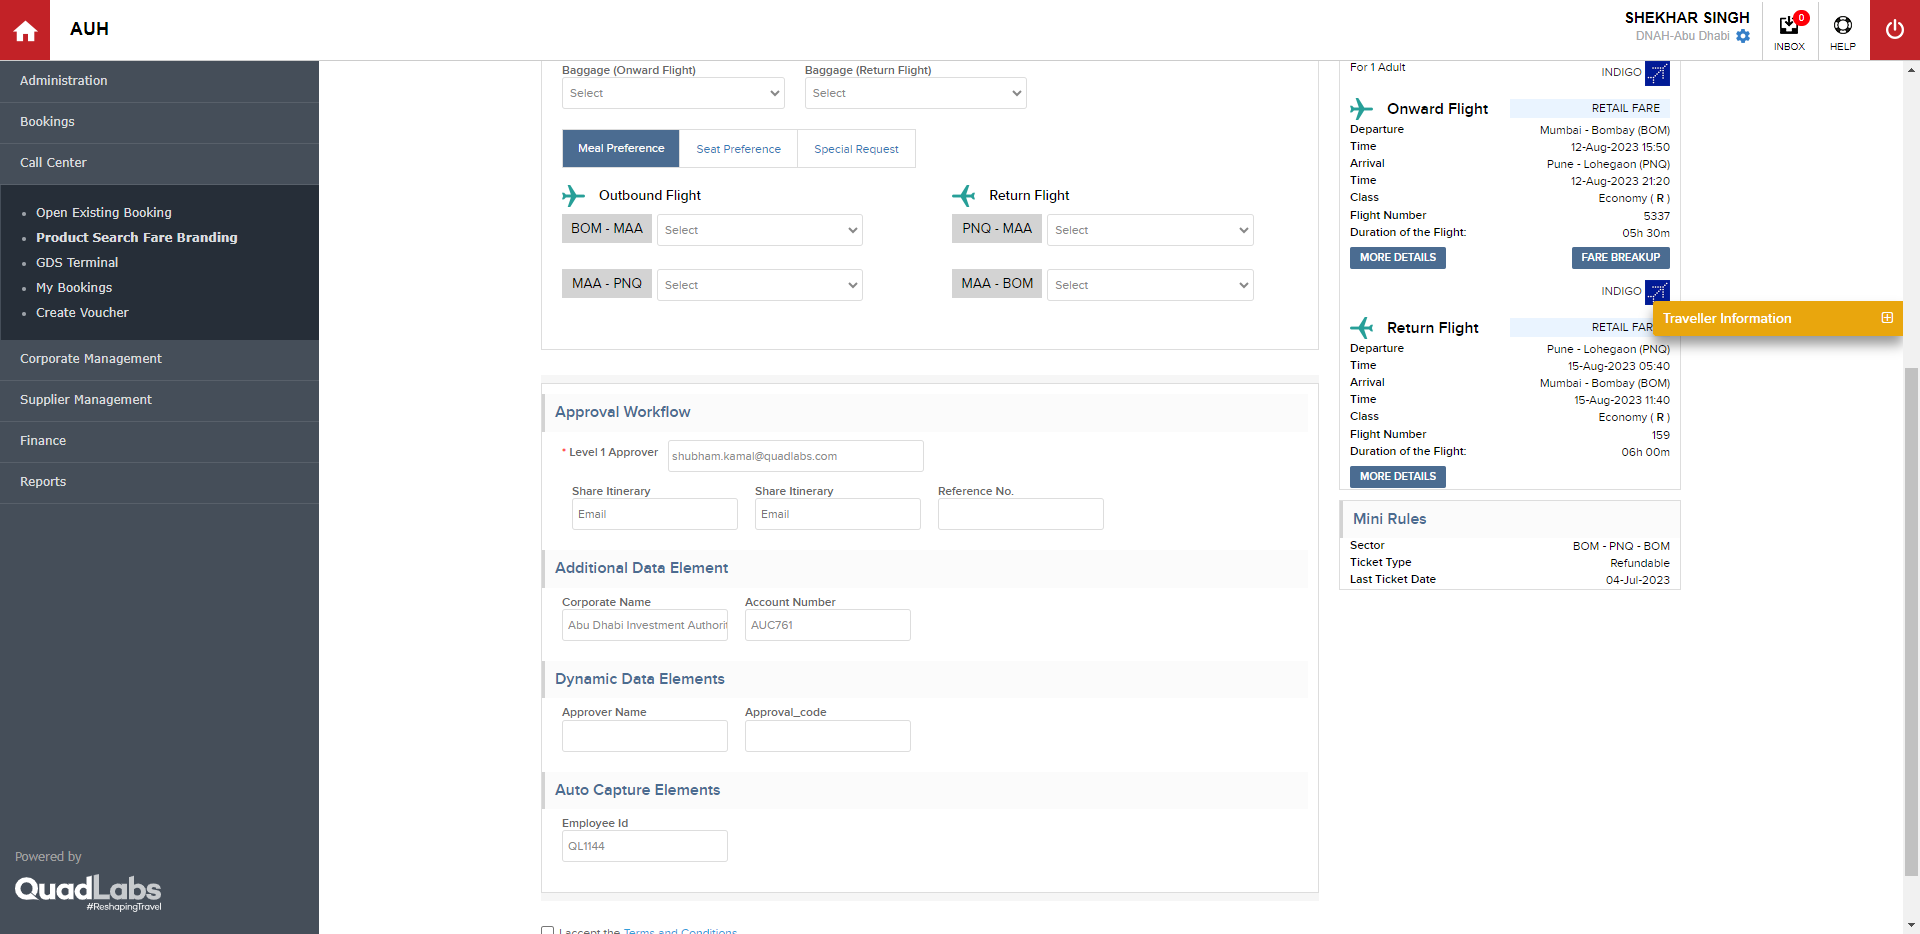 AUH
SHEKHAR SINGH
DNAH-Abu Dhabi
0
INBOX
HELP
Administration
Bookings
Call Center
Open Existing Booking
Product Search Fare Branding
GDS Terminal
My Bookings
Create Voucher
Corporate Management
Supplier Management
Finance
Reports
Powered by
QuadLabs
#ReshapingTravel
Baggage (Onward Flight)
Baggage (Return Flight)
Select
Select
Meal Preference
Seat Preference
Special Request
Outbound Flight
Return Flight
BOM - MAA
Select
PNQ - MAA
Select
MAA - PNQ
Select
MAA - BOM
Select
Approval Workflow
* Level 1 Approver
shubham.kamal@quadlabs.com
Share Itinerary
Share Itinerary
Reference No.
Email
Email
Additional Data Element
Corporate Name
Account Number
Abu Dhabi Investment Authorit
AUC761
Dynamic Data Elements
Approver Name
Approval_code
Auto Capture Elements
Employee Id
QL1144
I accept the Terms and Conditions
For 1 Adult
INDIGO
Onward Flight
RETAIL FARE
Departure
Mumbai - Bombay (BOM)
Time
12-Aug-2023 15:50
Arrival
Pune - Lohegaon (PNQ)
Time
12-Aug-2023 21:20
Class
Economy ( R )
Flight Number
5337
Duration of the Flight:
05h 30m
MORE DETAILS
FARE BREAKUP
INDIGO
Traveller Information
Return Flight
RETAIL FAR
Departure
Pune - Lohegaon (PNQ)
Time
15-Aug-2023 05:40
Arrival
Mumbai - Bombay (BOM)
Time
15-Aug-2023 11:40
Class
Economy ( R )
Flight Number
159
Duration of the Flight:
06h 00m
MORE DETAILS
Mini Rules
Sector
BOM - PNQ - BOM
Ticket Type
Refundable
Last Ticket Date
04-Jul-2023